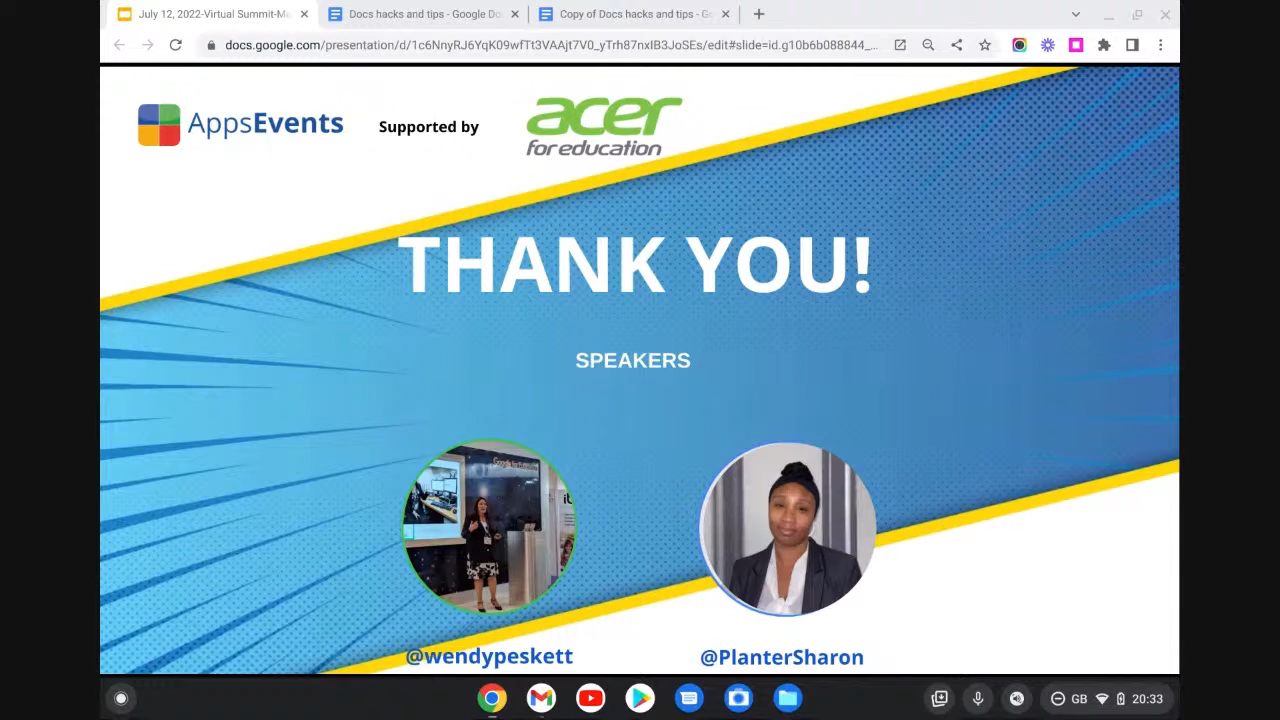 July 12, 2022-Virtual Summit-Ma
Docs hacks and tips - Google Do
Copy of Docs hacks and tips - Go
docs.google.com/presentation/d/1c6NnyRJ6YqK09wfTt3VAAjt7V0_yTrh87nxIB3JoSEs/edit#slide=id.g10b6b088844_...
AppsEvents
Supported by
acer
for education
THANK YOU!
SPEAKERS
@wendypeskett
@PlanterSharon
GB
20:33